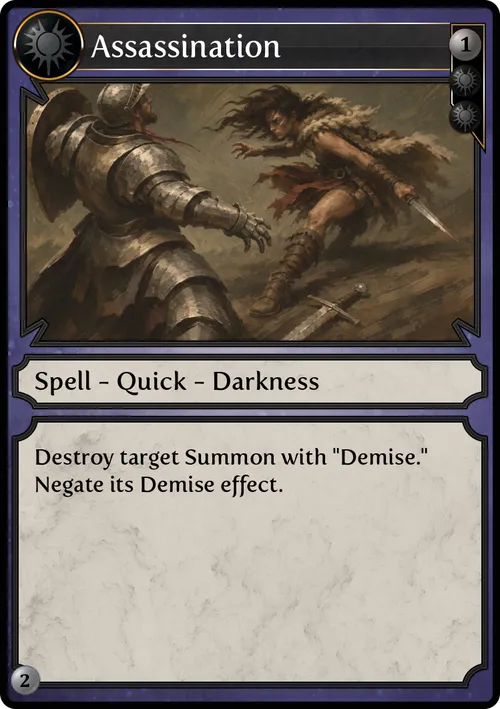 Assassination
1
Spell - Quick - Darkness
Destroy target Summon with "Demise."
Negate its Demise effect.
2